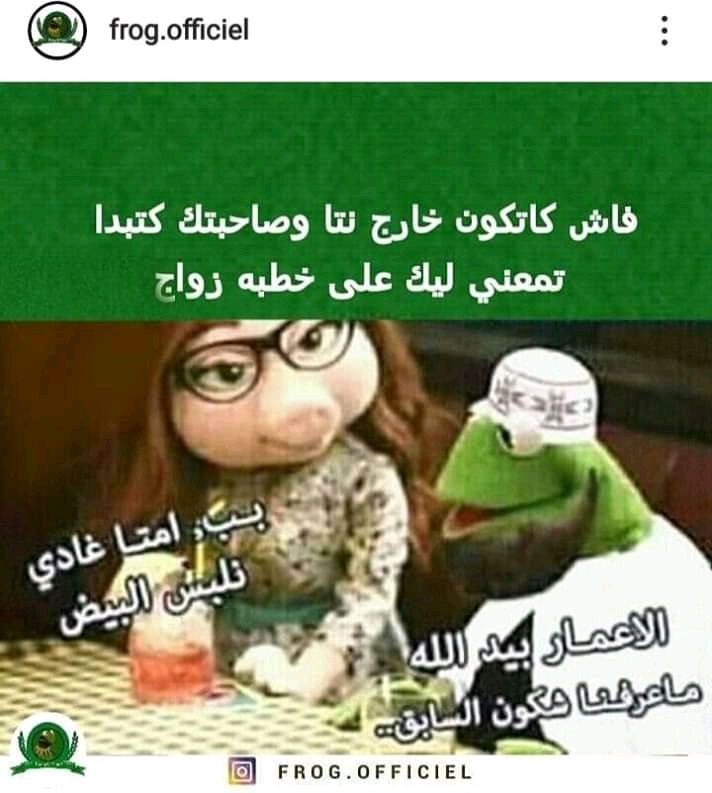 frog.officiel
فاش كاتكون خارج نتا وصاحبتك كتبدا
تمعني ليك على خطبه زواج
بب، امتا غادي
نلبس البيض
الاعمار بيد الله
ماعرفنا شكون السابق..
FROG.OFFICIEL